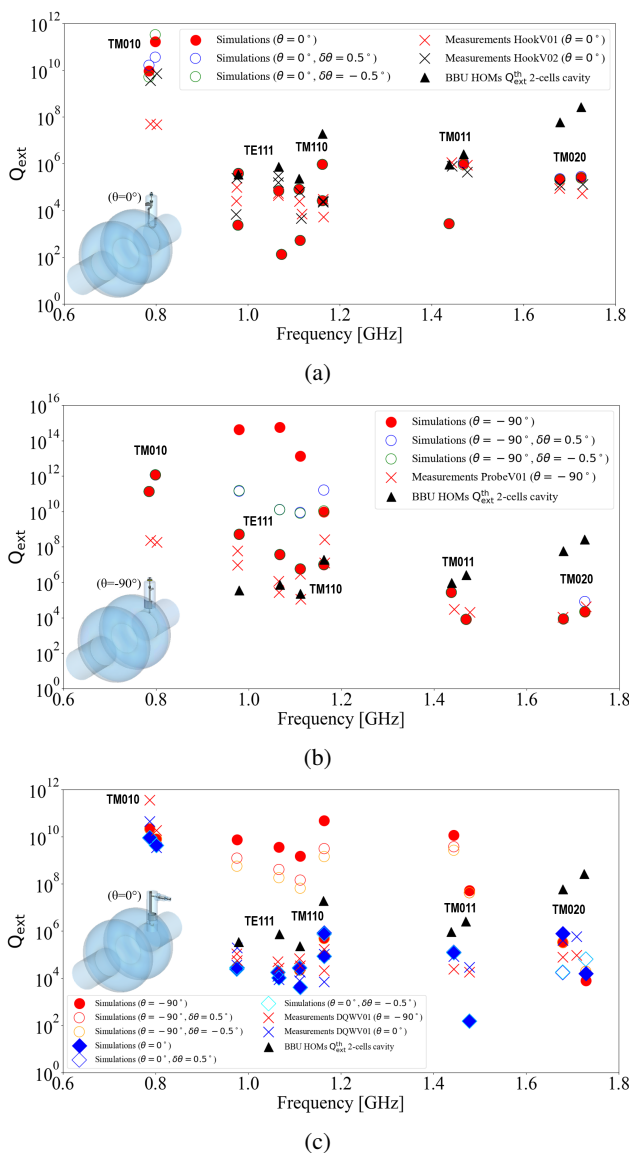 10^12
10^10
10^8
10^6
10^4
10^2
10^0
Q_ext
TM010
Simulations (θ = 0°)
Simulations (θ = 0°, δθ = 0.5°)
Simulations (θ = 0°, δθ = − 0.5°)
Measurements HookV01 (θ = 0°)
Measurements HookV02 (θ = 0°)
BBU HOMs Q_ext^th 2-cells cavity
TE111
TM110
TM011
TM020
(θ=0°)
0.6 0.8 1.0 1.2 1.4 1.6 1.8
Frequency [GHz]
(a)
10^16
10^14
10^12
10^10
10^8
10^6
10^4
10^2
10^0
Q_ext
TM010
Simulations (θ = − 90°)
Simulations (θ = − 90°, δθ = 0.5°)
Simulations (θ = − 90°, δθ = − 0.5°)
Measurements ProbeV01 (θ = − 90°)
BBU HOMs Q_ext^th 2-cells cavity
TE111
TM110
TM011
TM020
(θ=-90°)
0.6 0.8 1.0 1.2 1.4 1.6 1.8
Frequency [GHz]
(b)
10^12
10^10
10^8
10^6
10^4
10^2
10^0
Q_ext
TM010
(θ=0°)
TE111
TM110
TM011
TM020
Simulations (θ = − 90°)
Simulations (θ = − 90°, δθ = 0.5°)
Simulations (θ = − 90°, δθ = − 0.5°)
Simulations (θ = 0°)
Simulations (θ = 0°, δθ = 0.5°)
Simulations (θ = 0°, δθ = − 0.5°)
Measurements DQWV01 (θ = − 90°)
Measurements DQWV01 (θ = 0°)
BBU HOMs Q_ext^th 2-cells cavity
0.6 0.8 1.0 1.2 1.4 1.6 1.8
Frequency [GHz]
(c)